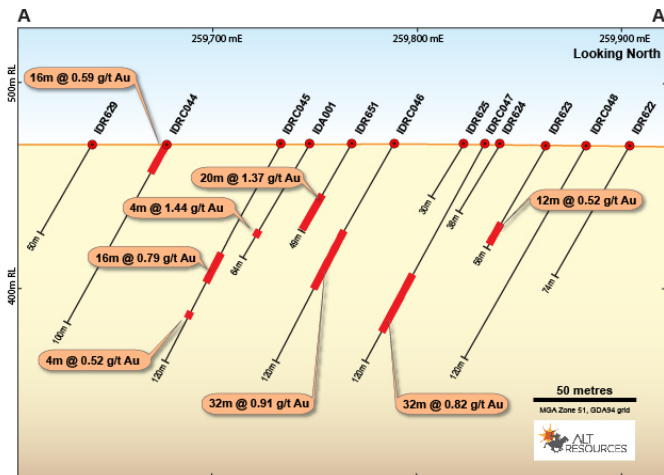 A
A
259,700 mE
259,800 mE
259,900 mE
Looking North
500m RL
400m RL
16m @ 0.59 g/t Au
IDR629
IDRC044
IDRC045
IDA001
IDR651
IDRC046
IDR625
IDRC047
IDR624
IDR623
IDRC048
IDR622
20m @ 1.37 g/t Au
4m @ 1.44 g/t Au
12m @ 0.52 g/t Au
16m @ 0.79 g/t Au
4m @ 0.52 g/t Au
32m @ 0.91 g/t Au
32m @ 0.82 g/t Au
50m
100m
120m
64m
49m
120m
30m
120m
38m
58m
120m
74m
50 metres
MGA Zone 51, GDA94 grid
ALT
RESOURCES